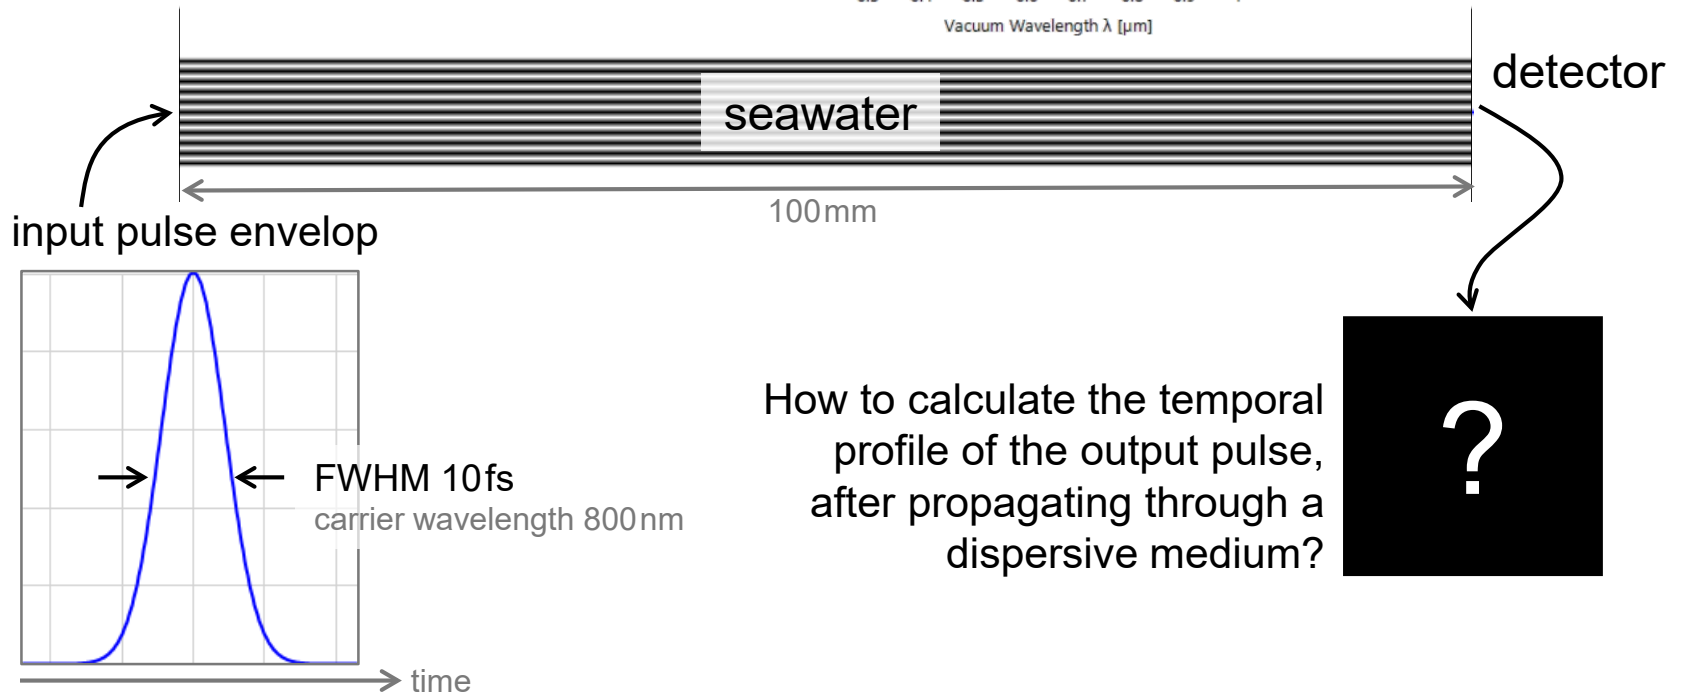 Vacuum Wavelength λ [µm]
detector
seawater
100mm
input pulse envelop
FWHM 10fs
carrier wavelength 800nm
How to calculate the temporal
profile of the output pulse,
after propagating through a
dispersive medium?
?
time